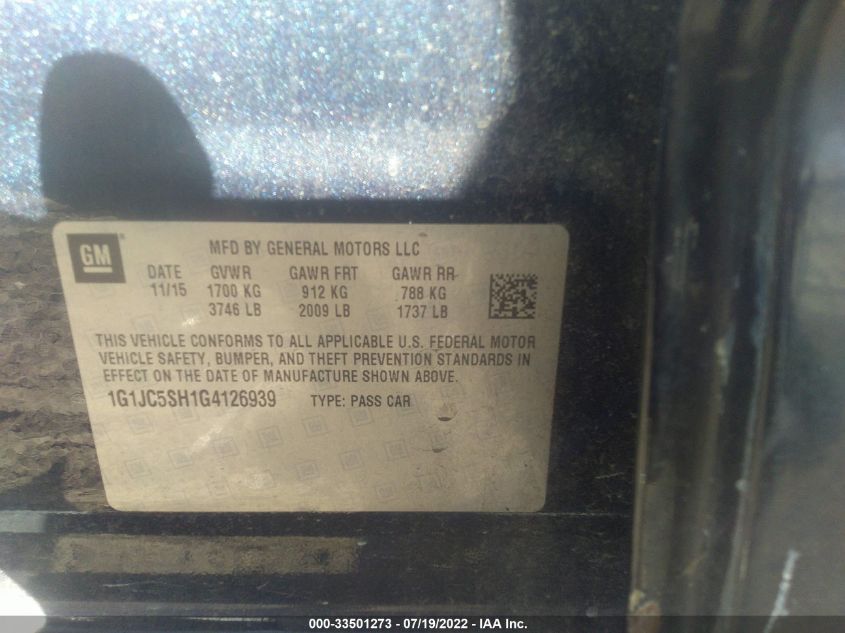 GM
MFD BY GENERAL MOTORS LLC
DATE GVWR GAWR FRT GAWR RR
11/15 1700 KG 912 KG 788 KG
3746 LB 2009 LB 1737 LB
THIS VEHICLE CONFORMS TO ALL APPLICABLE U.S. FEDERAL MOTOR
VEHICLE SAFETY, BUMPER, AND THEFT PREVENTION STANDARDS IN
EFFECT ON THE DATE OF MANUFACTURE SHOWN ABOVE.
1G1JC5SH1G4126939 TYPE: PASS CAR
000-33501273 - 07/19/2022 - IAA Inc.